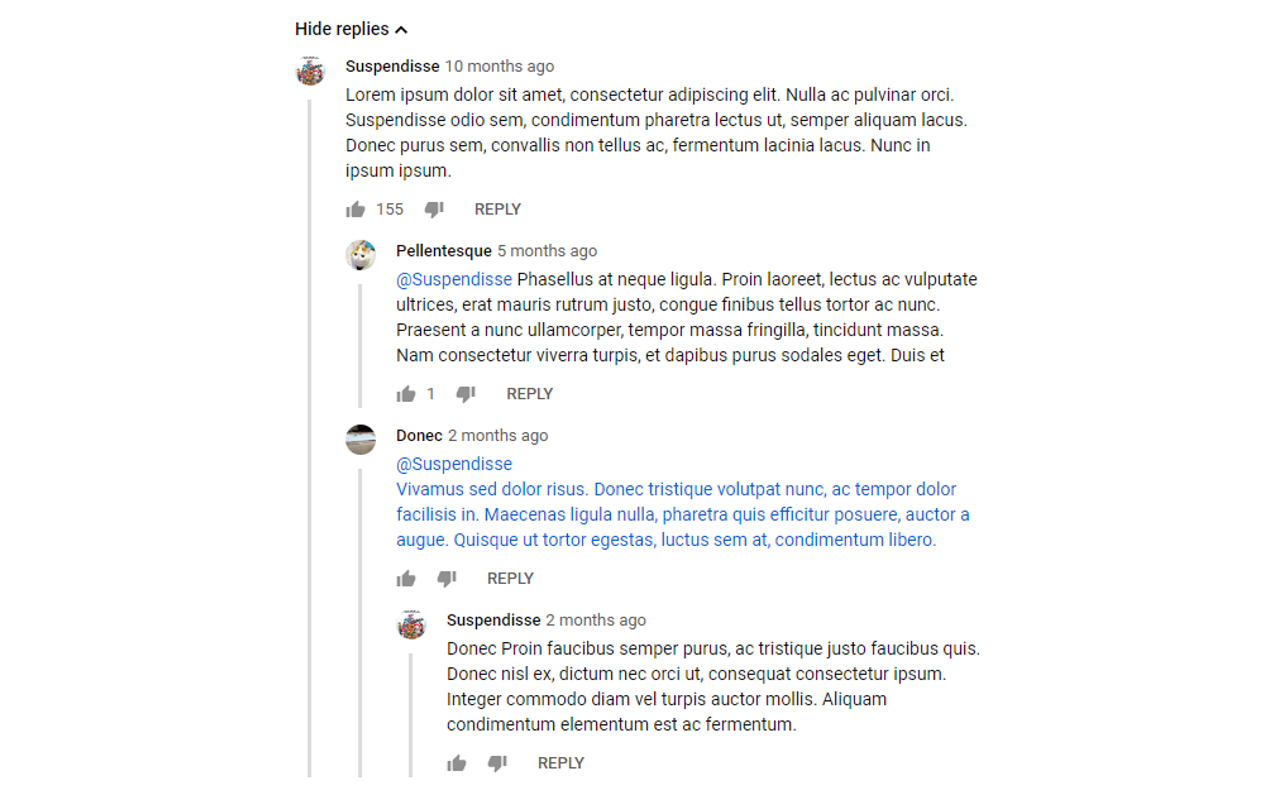 Hide replies
Suspendisse 10 months ago
Lorem ipsum dolor sit amet, consectetur adipiscing elit. Nulla ac pulvinar orci.
Suspendisse odio sem, condimentum pharetra lectus ut, semper aliquam lacus.
Donec purus sem, convallis non tellus ac, fermentum lacinia lacus. Nunc in
ipsum ipsum.
155 REPLY
Pellentesque 5 months ago
@Suspendisse Phasellus at neque ligula. Proin laoreet, lectus ac vulputate
ultrices, erat mauris rutrum justo, congue finibus tellus tortor ac nunc.
Praesent a nunc ullamcorper, tempor massa fringilla, tincidunt massa.
Nam consectetur viverra turpis, et dapibus purus sodales eget. Duis et
1 REPLY
Donec 2 months ago
@Suspendisse
Vivamus sed dolor risus. Donec tristique volutpat nunc, ac tempor dolor
facilisis in. Maecenas ligula nulla, pharetra quis efficitur posuere, auctor a
augue. Quisque ut tortor egestas, luctus sem at, condimentum libero.
REPLY
Suspendisse 2 months ago
Donec Proin faucibus semper purus, ac tristique justo faucibus quis.
Donec nisl ex, dictum nec orci ut, consequat consectetur ipsum.
Integer commodo diam vel turpis auctor mollis. Aliquam
condimentum elementum est ac fermentum.
REPLY